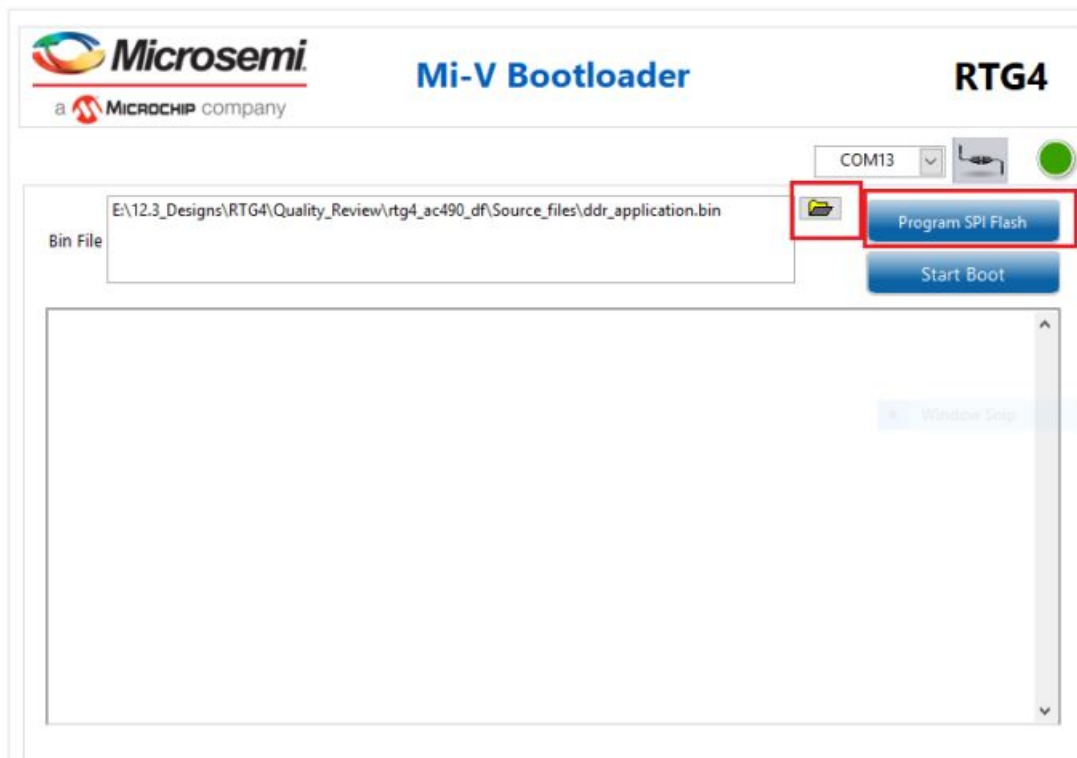 Microsemi.
a MICROCHIP company
Mi-V Bootloader
RTG4
COM13
E:\12.3_Designs\RTG4\Quality_Review\rtg4_ac490_df\Source_files\ddr_application.bin
Bin File
Program SPI Flash
Start Boot
Window Snip